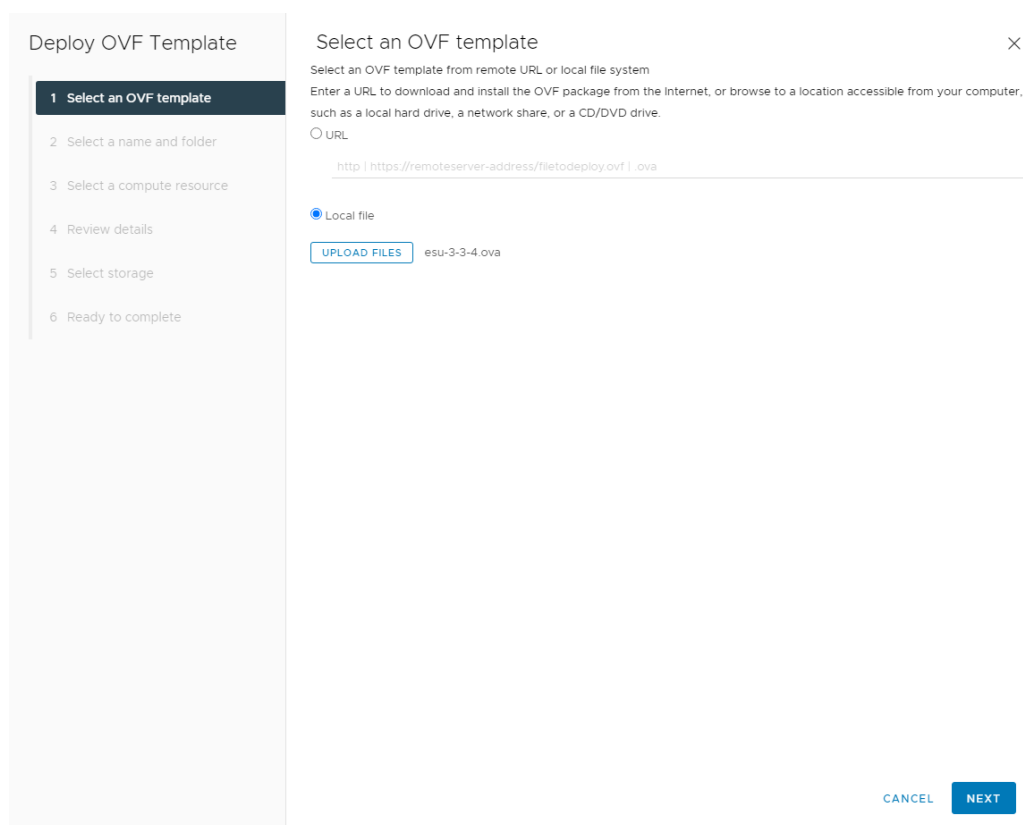 Deploy OVF Template
1 Select an OVF template
2 Select a name and folder
3 Select a compute resource
4 Review details
5 Select storage
6 Ready to complete
Select an OVF template
Select an OVF template from remote URL or local file system
Enter a URL to download and install the OVF package from the Internet, or browse to a location accessible from your computer,
such as a local hard drive, a network share, or a CD/DVD drive.
URL
http | https://remoteserver-address/filetodeploy.ovf | .ova
Local file
UPLOAD FILES esu-3-3-4.ova
CANCEL NEXT